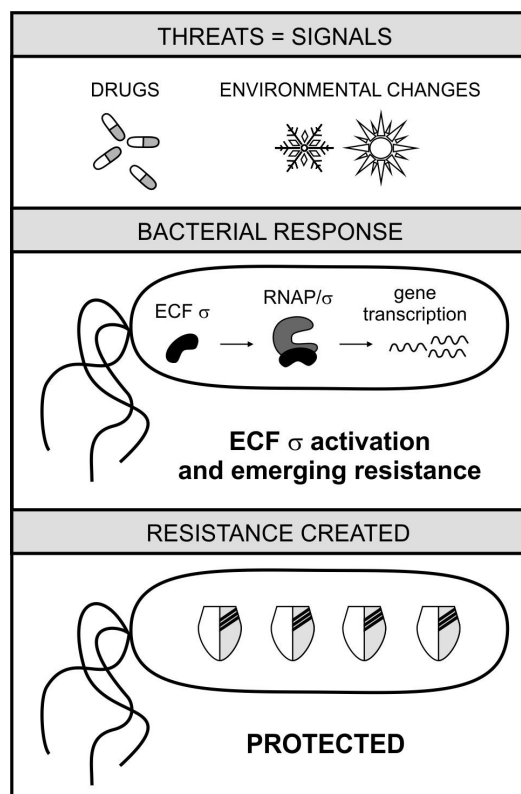 THREATS = SIGNALS
DRUGS
ENVIRONMENTAL CHANGES
BACTERIAL RESPONSE
ECF σ
RNAP/σ
gene
transcription
ECF σ activation
and emerging resistance
RESISTANCE CREATED
PROTECTED